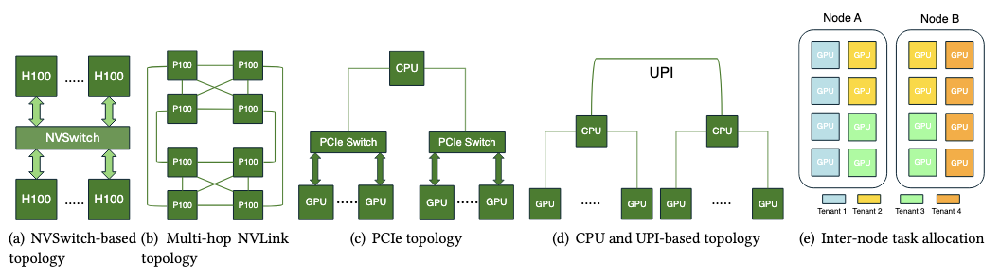 H100 ..... H100
NVSwitch
H100 ..... H100
(a) NVSwitch-based
topology
P100 P100
P100 P100
P100 P100
P100 P100
(b) Multi-hop NVLink
topology
CPU
PCIe Switch PCIe Switch
GPU ..... GPU GPU ..... GPU
(c) PCIe topology
UPI
CPU CPU
GPU ..... GPU GPU ..... GPU
(d) CPU and UPI-based topology
Node A Node B
GPU GPU GPU GPU
GPU GPU GPU GPU
GPU GPU GPU GPU
GPU GPU GPU GPU
Tenant 1 Tenant 2 Tenant 3 Tenant 4
(e) Inter-node task allocation